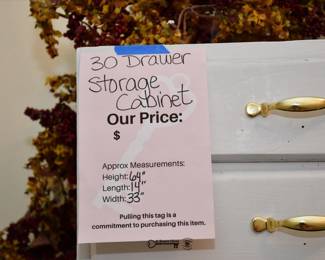 30 Drawer
Storage
Cabinet
Our Price:
$
Approx Measurements:
Height: 64"
Length: 14"
Width: 33"
Pulling this tag is a
commitment to purchasing this item.